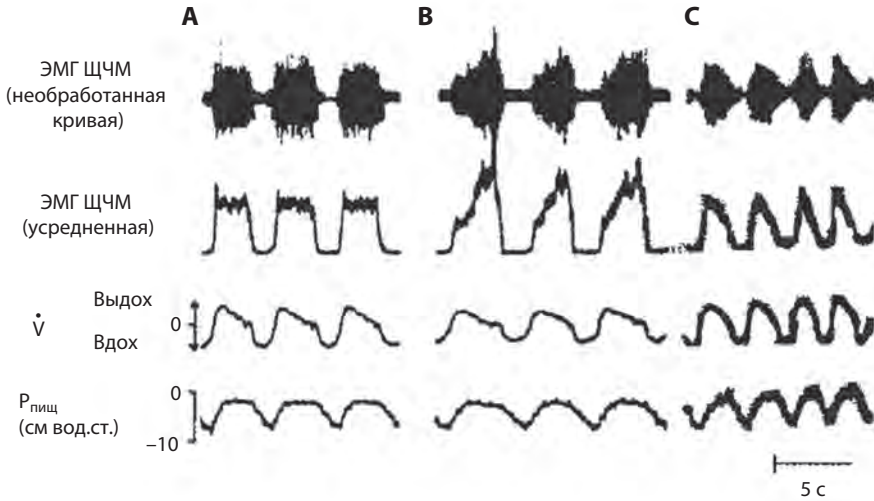 A
B
C
ЭМГ ЩЧМ
(необработанная
кривая)
ЭМГ ЩЧМ
(усредненная)
V̇
Выдох
0
Вдох
Pпищ
(см вод.ст.)
0
–10
5 с